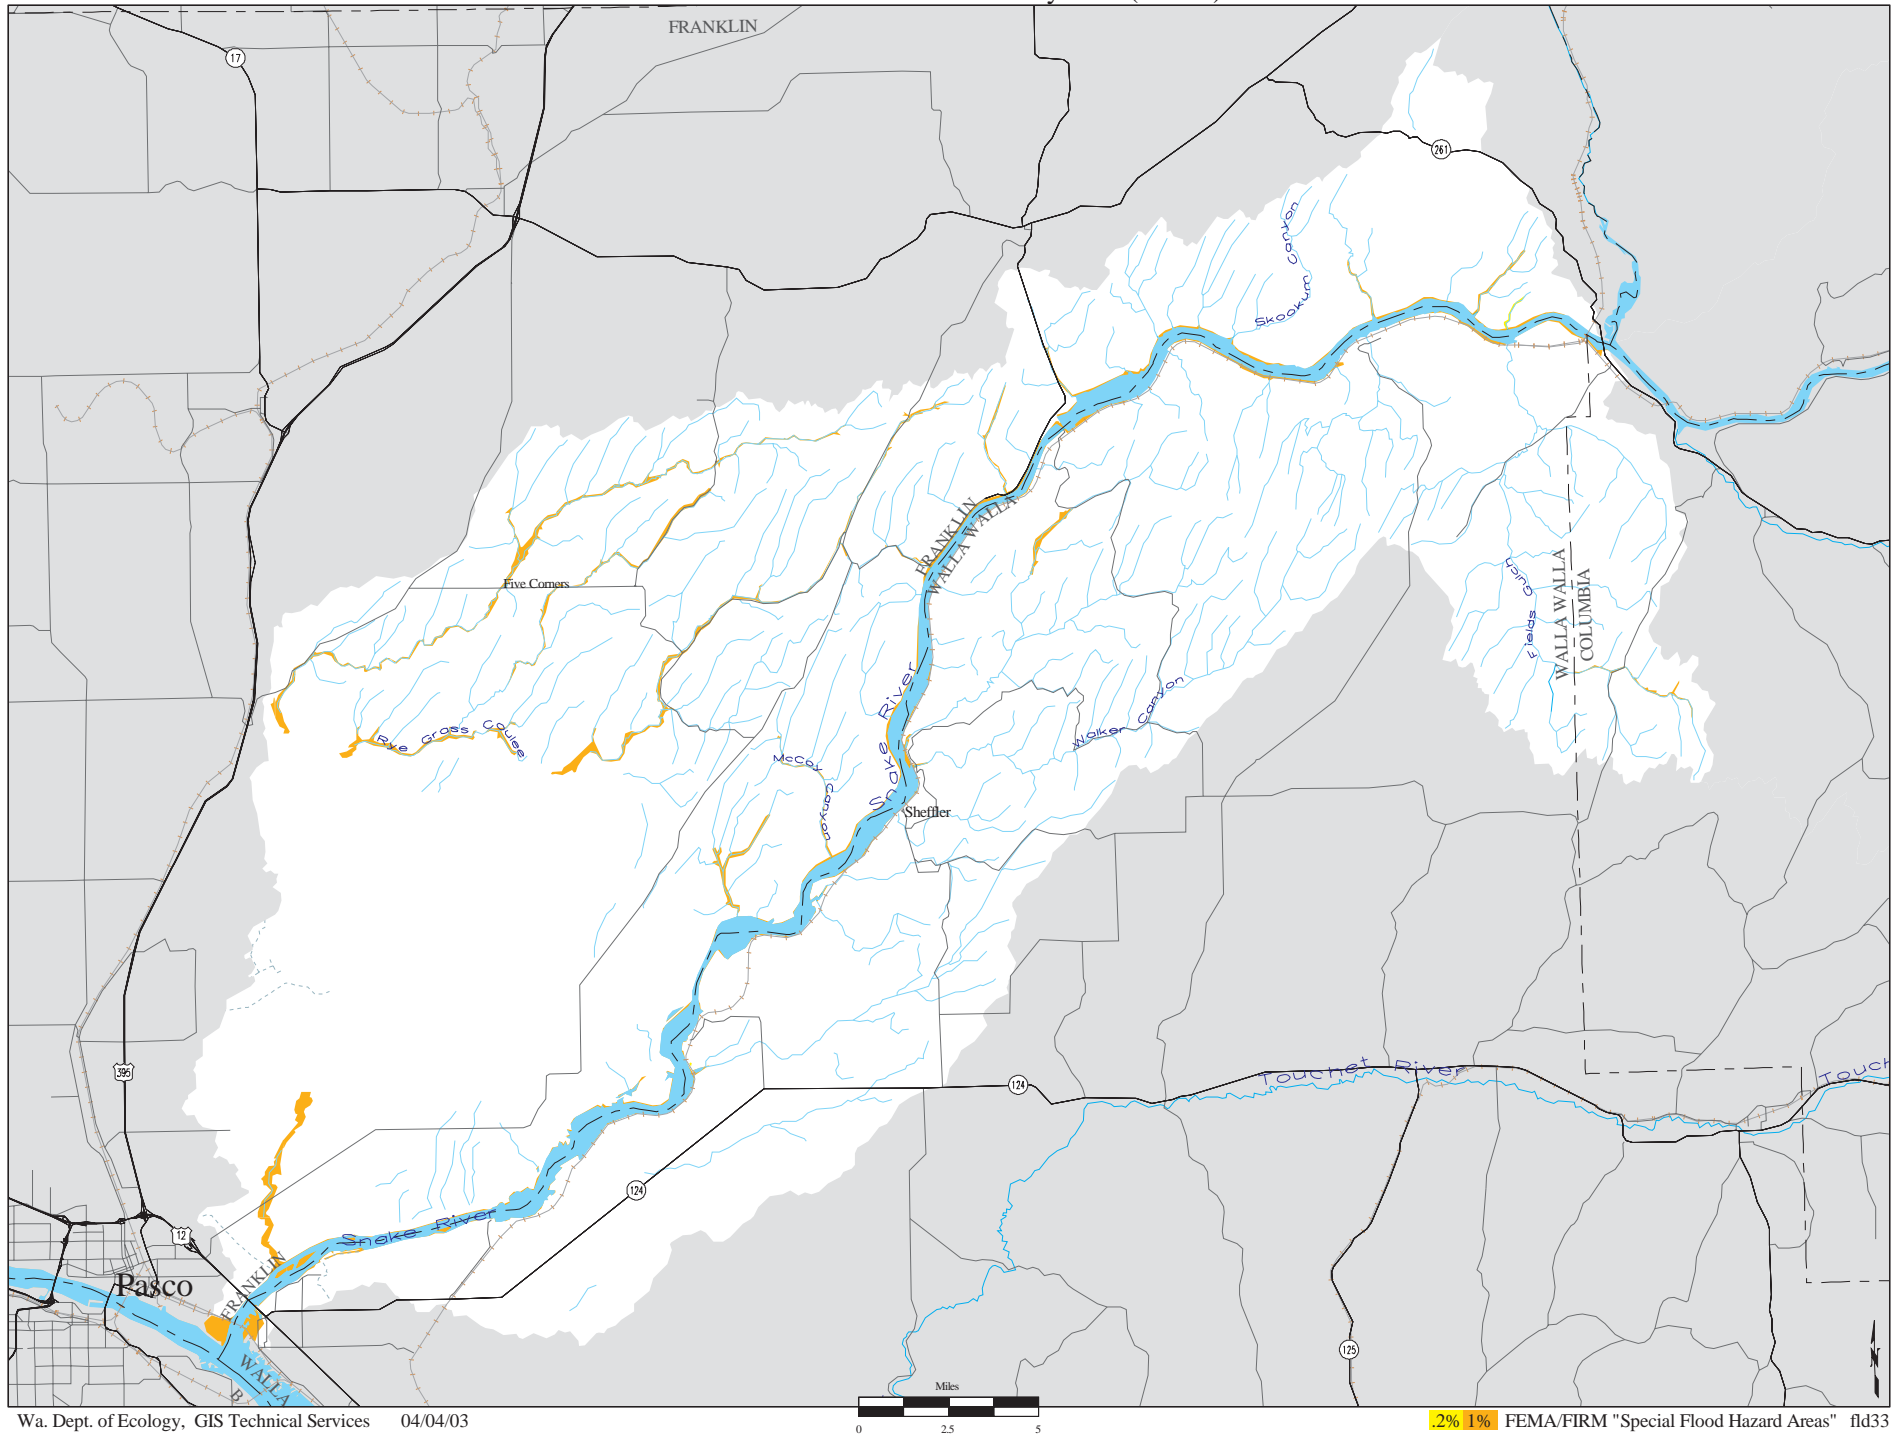 FRANKLIN
17
261
Skookum Canyon
FRANKLIN
WALLA WALLA
Five Corners
Fields Gulch
WALLA WALLA
COLUMBIA
Snake River
Walker Canyon
Rye Grass Coulee
McCoy Canyon
Sheffler
395
124
Touchet River
124
12
Snake River
FRANKLIN
Pasco
WALLA
B
125
N
Miles
0 2.5 5
Wa. Dept. of Ecology, GIS Technical Services 04/04/03
.2% 1% FEMA/FIRM "Special Flood Hazard Areas" fld33